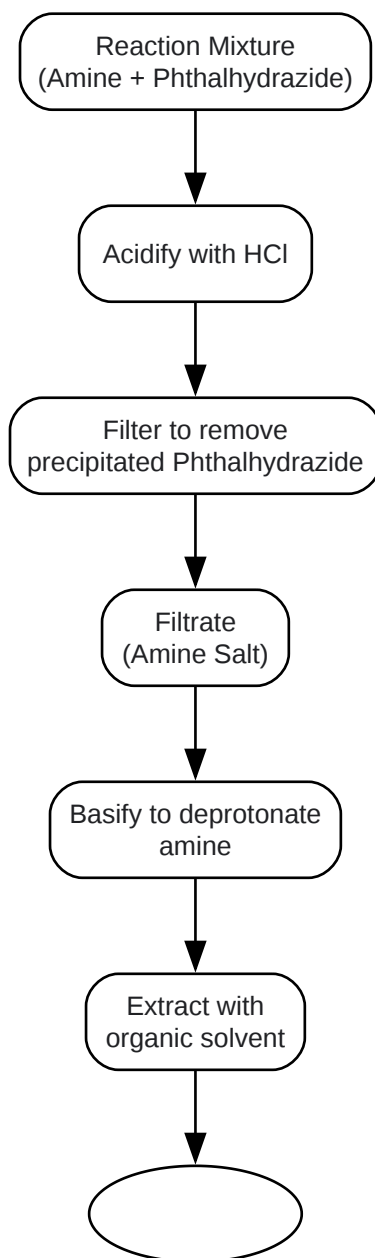 Reaction Mixture
(Amine + Phthalhydrazide)
Acidify with HCl
Filter to remove
precipitated Phthalhydrazide
Filtrate
(Amine Salt)
Basify to deprotonate
amine
Extract with
organic solvent